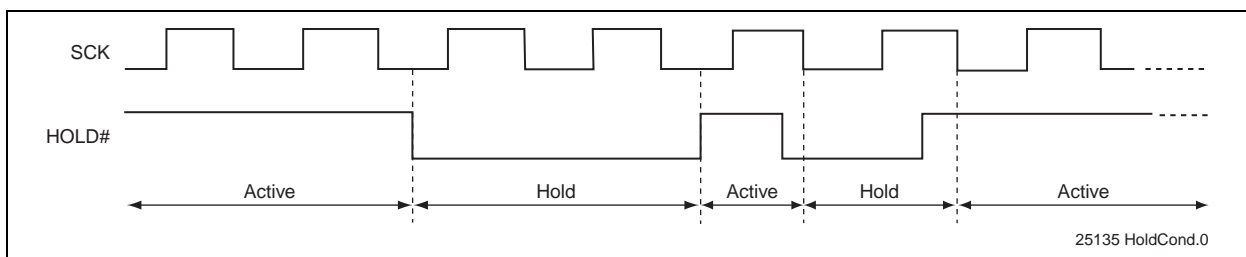 SCK
HOLD#
Active
Hold
Active
Hold
Active
25135 HoldCond.0